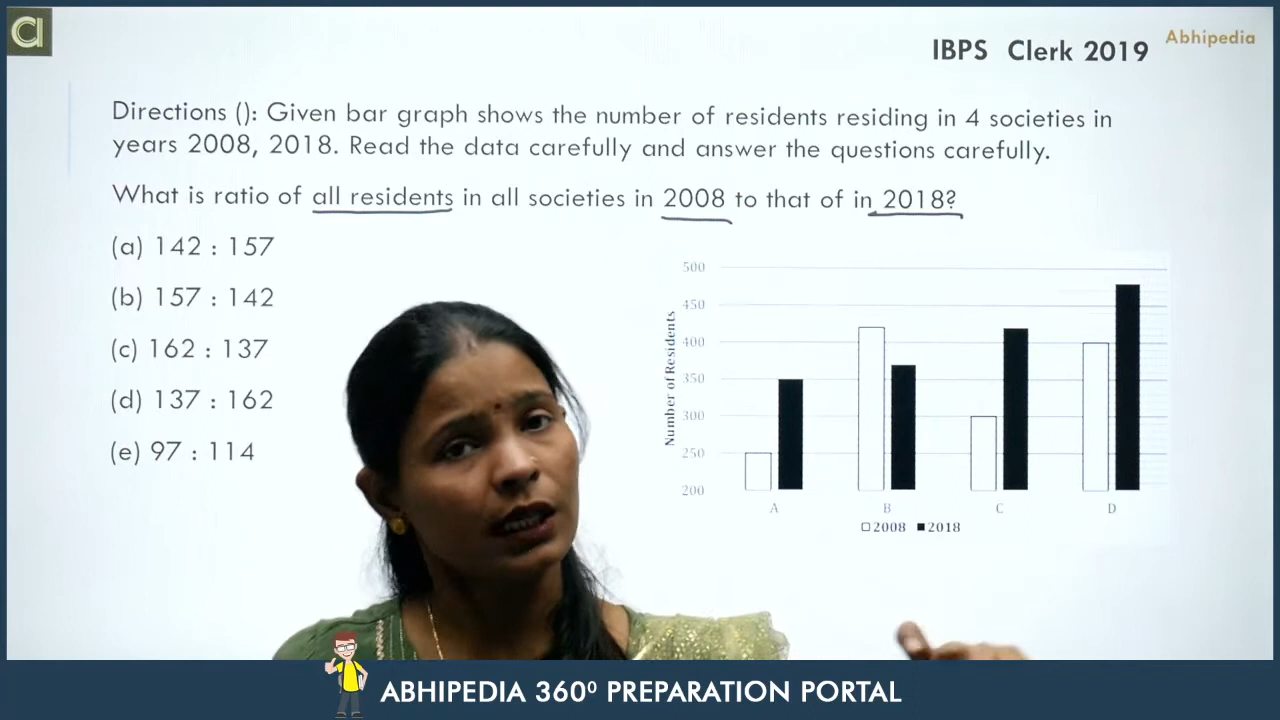 a
IBPS Clerk 2019
Abhipedia
Directions (): Given bar graph shows the number of residents residing in 4 societies in
years 2008, 2018. Read the data carefully and answer the questions carefully.
What is ratio of all residents in all societies in 2008 to that of in 2018?
(a) 142 : 157
(b) 157 : 142
(c) 162 : 137
(d) 137 : 162
(e) 97 : 114
Number of Residents
500
450
400
350
300
250
200
A B C D
2008 2018
ABHIPEDIA 360⁰ PREPARATION PORTAL